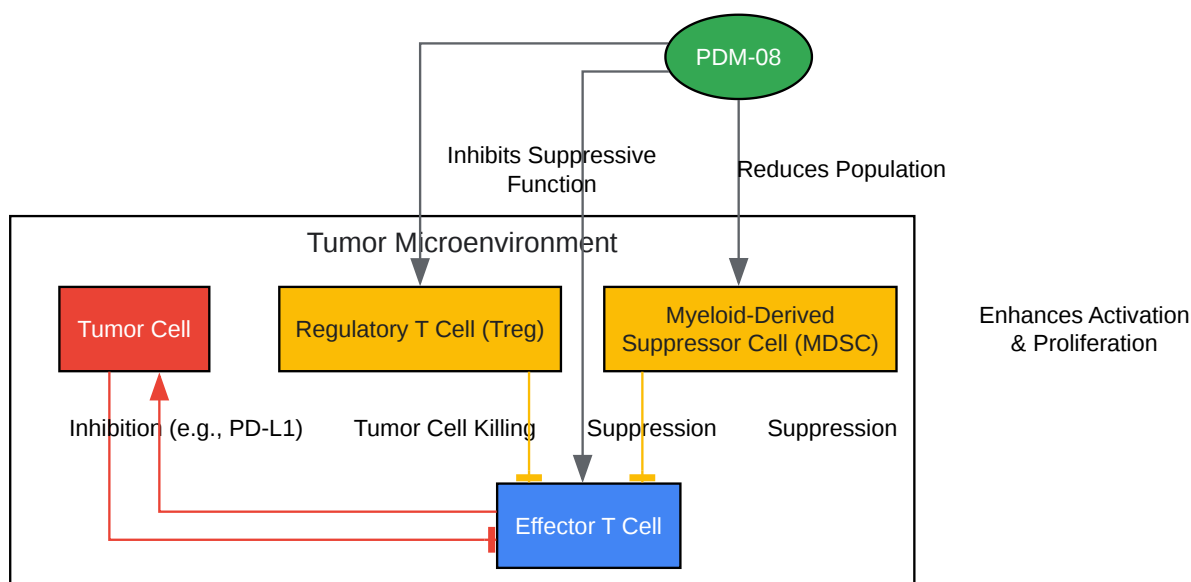 PDM-08
Inhibits Suppressive
Function
Reduces Population
Tumor Microenvironment
Tumor Cell
Regulatory T Cell (Treg)
Myeloid-Derived
Suppressor Cell (MDSC)
Enhances Activation
& Proliferation
Inhibition (e.g., PD-L1)
Tumor Cell Killing
Suppression
Suppression
Effector T Cell